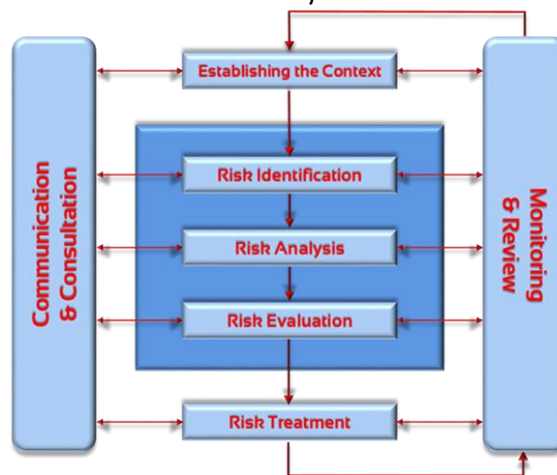 Communication
& Consultation
Establishing the Context
Risk Identification
Risk Analysis
Risk Evaluation
Risk Treatment
Monitoring
& Review